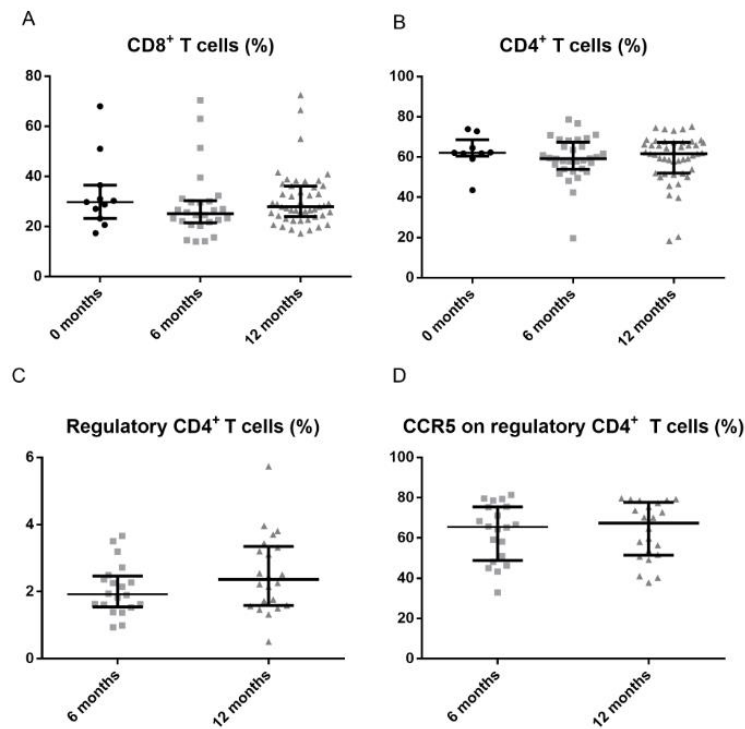 A
CD8⁺ T cells (%)
80
60
40
20
0
0 months
6 months
12 months
B
CD4⁺ T cells (%)
100
80
60
40
20
0
0 months
6 months
12 months
C
Regulatory CD4⁺ T cells (%)
6
4
2
0
6 months
12 months
D
CCR5 on regulatory CD4⁺ T cells (%)
100
80
60
40
20
0
6 months
12 months